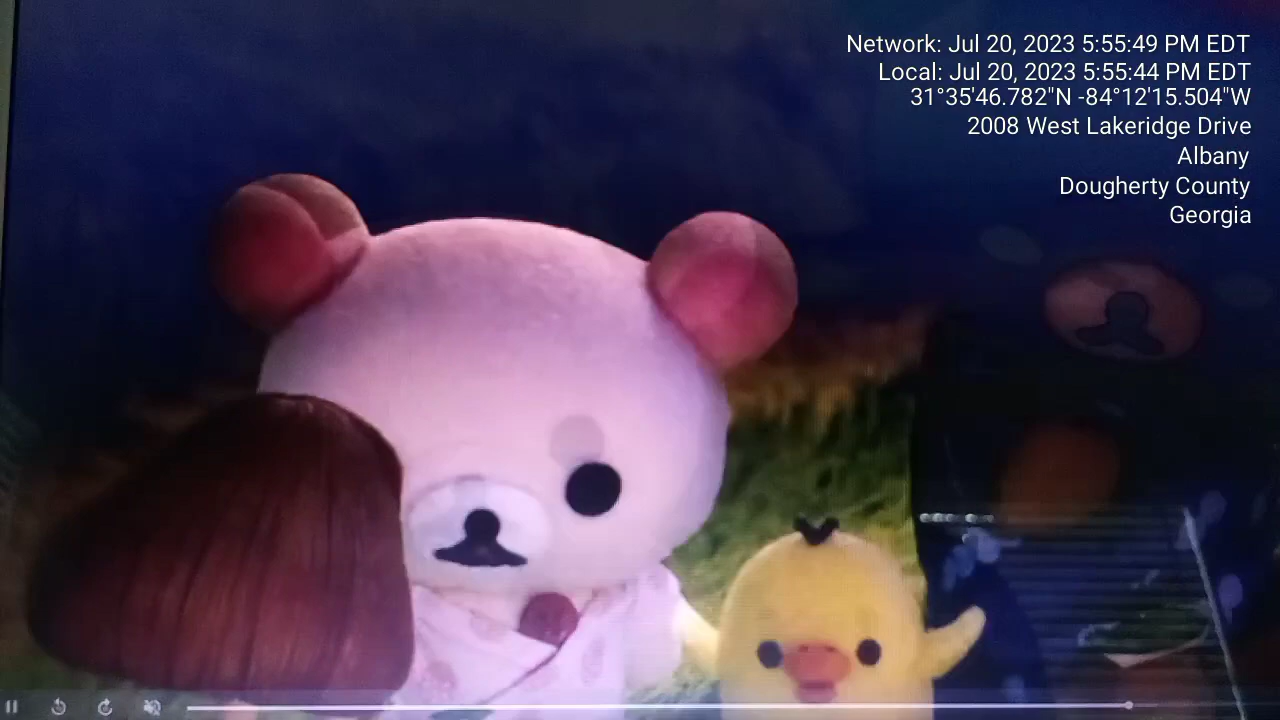 Network: Jul 20, 2023 5:55:49 PM EDT
Local: Jul 20, 2023 5:55:44 PM EDT
31°35'46.782"N -84°12'15.504"W
2008 West Lakeridge Drive
Albany
Dougherty County
Georgia